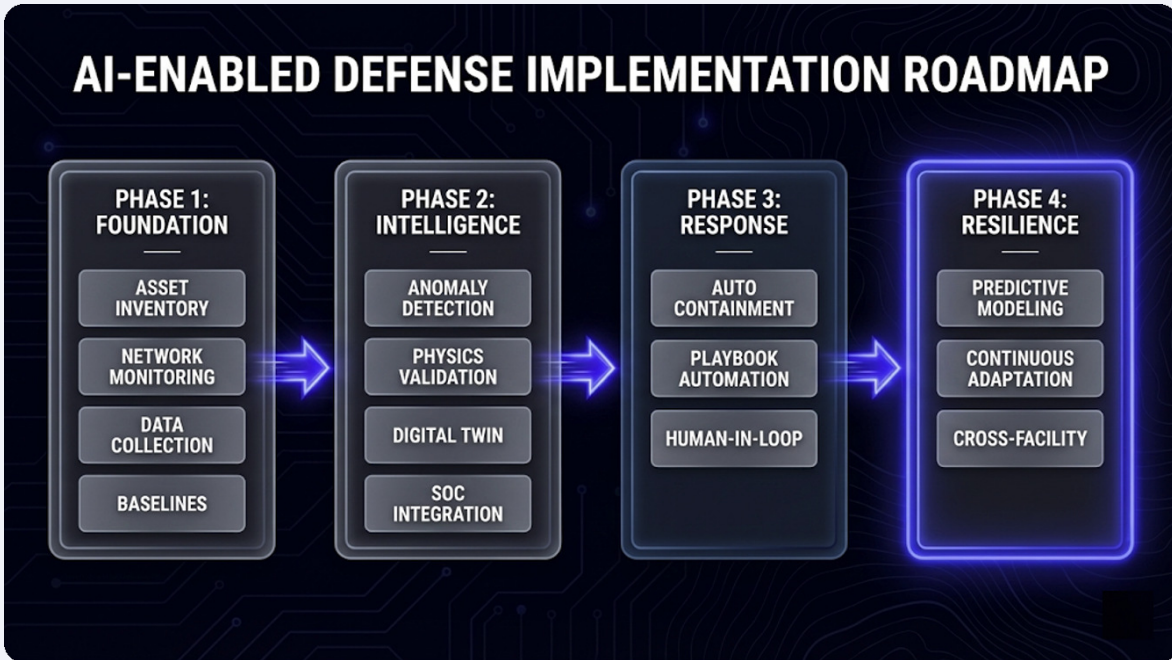 AI-ENABLED DEFENSE IMPLEMENTATION ROADMAP
PHASE 1:
FOUNDATION
ASSET
INVENTORY
NETWORK
MONITORING
DATA
COLLECTION
BASELINES
PHASE 2:
INTELLIGENCE
ANOMALY
DETECTION
PHYSICS
VALIDATION
DIGITAL TWIN
SOC
INTEGRATION
PHASE 3:
RESPONSE
AUTO
CONTAINMENT
PLAYBOOK
AUTOMATION
HUMAN-IN-LOOP
PHASE 4:
RESILIENCE
PREDICTIVE
MODELING
CONTINUOUS
ADAPTATION
CROSS-FACILITY